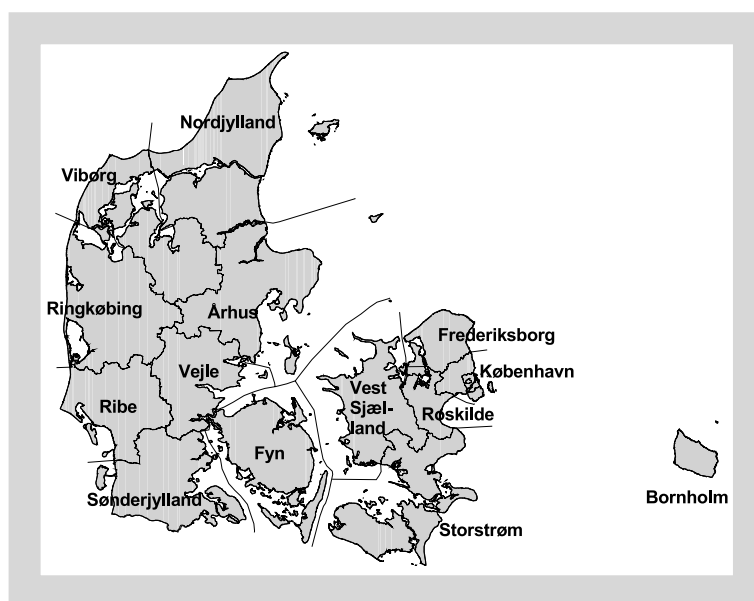 Nordjylland
Viborg
Ringkøbing
Århus
Frederiksborg
København
Vejle
Vest
Sjæl-
land
Ribe
Roskilde
Fyn
Sønderjylland
Bornholm
Storstrøm